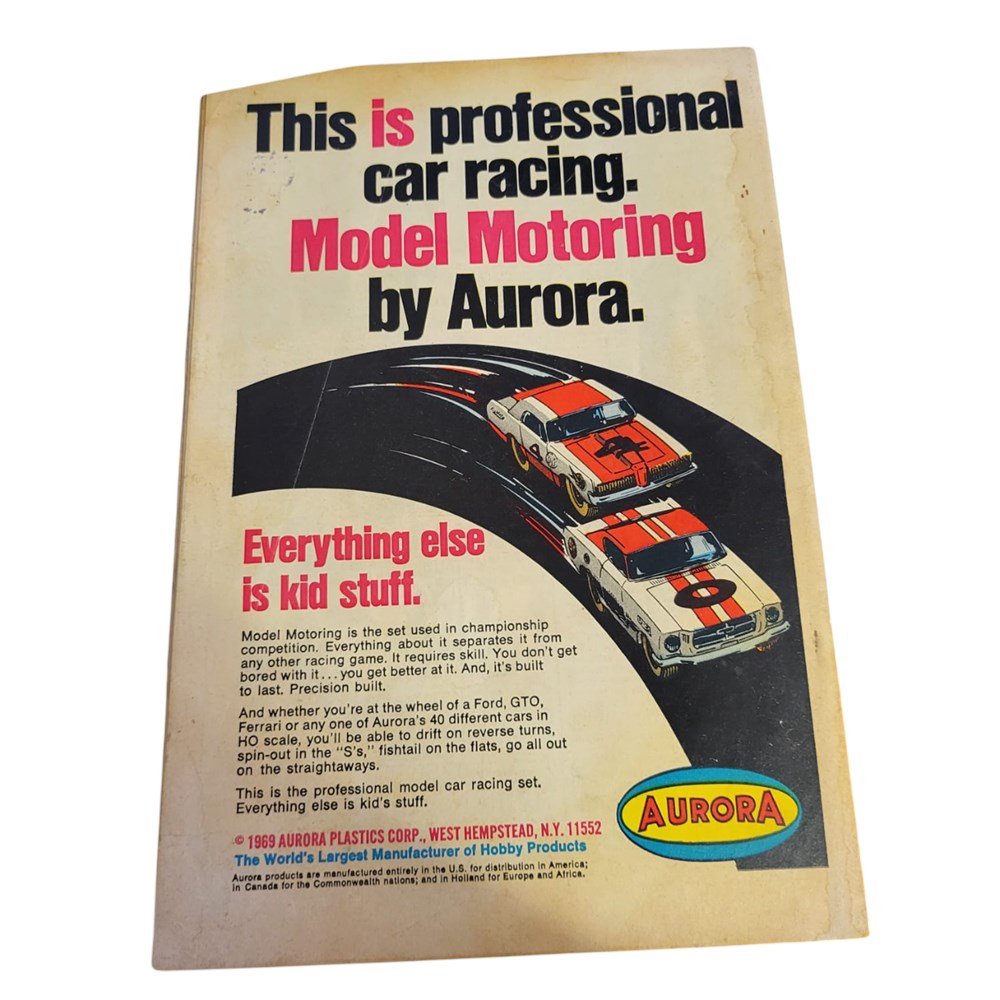 This is professional
car racing.
Model Motoring
by Aurora.
4
4
0
Everything else
is kid stuff.
Model Motoring is the set used in championship
competition. Everything about it separates it from
any other racing game. It requires skill. You don't get
bored with it...you get better at it. And, it's built
to last. Precision built.
And whether you're at the wheel of a Ford, GTO,
Ferrari or any one of Aurora's 40 different cars in
HO scale, you'll be able to drift on reverse turns,
spin-out in the "S's," fishtail on the flats, go all out
on the straightaways.
This is the professional model car racing set.
Everything else is kid's stuff.
AURORA
© 1969 AURORA PLASTICS CORP., WEST HEMPSTEAD, N.Y. 11552
The World's Largest Manufacturer of Hobby Products
Aurora products are manufactured entirely in the U.S. for distribution in America;
in Canada for the Commonwealth nations; and in Holland for Europe and Africa.